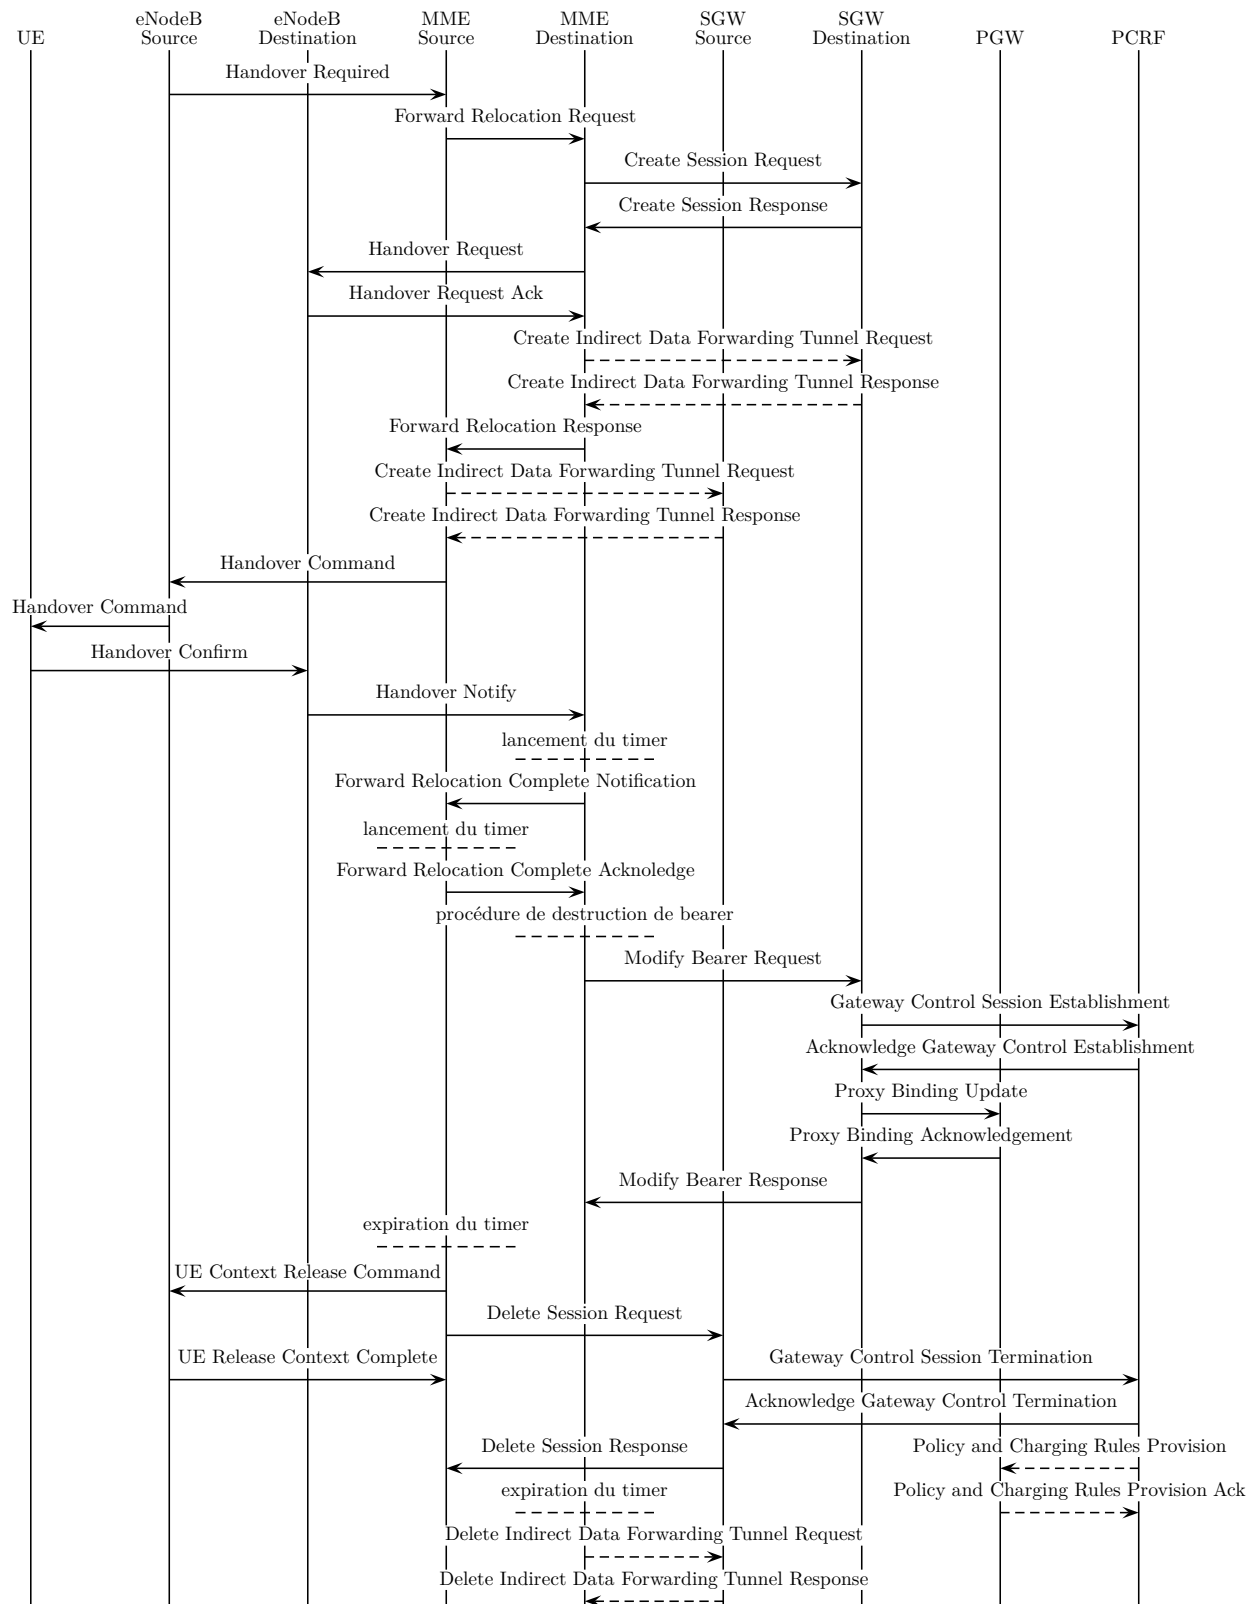 UE
eNodeB
Source
eNodeB
Destination
MME
Source
MME
Destination
SGW
Source
SGW
Destination
PGW
PCRF
Handover Required
Forward Relocation Request
Create Session Request
Create Session Response
Handover Request
Handover Request Ack
Create Indirect Data Forwarding Tunnel Request
Create Indirect Data Forwarding Tunnel Response
Forward Relocation Response
Create Indirect Data Forwarding Tunnel Request
Create Indirect Data Forwarding Tunnel Response
Handover Command
Handover Command
Handover Confirm
Handover Notify
lancement du timer
Forward Relocation Complete Notification
lancement du timer
Forward Relocation Complete Acknoledge
procédure de destruction de bearer
Modify Bearer Request
Gateway Control Session Establishment
Acknowledge Gateway Control Establishment
Proxy Binding Update
Proxy Binding Acknowledgement
Modify Bearer Response
expiration du timer
UE Context Release Command
Delete Session Request
UE Release Context Complete
Gateway Control Session Termination
Acknowledge Gateway Control Termination
Delete Session Response
Policy and Charging Rules Provision
expiration du timer
Policy and Charging Rules Provision Ack
Delete Indirect Data Forwarding Tunnel Request
Delete Indirect Data Forwarding Tunnel Response